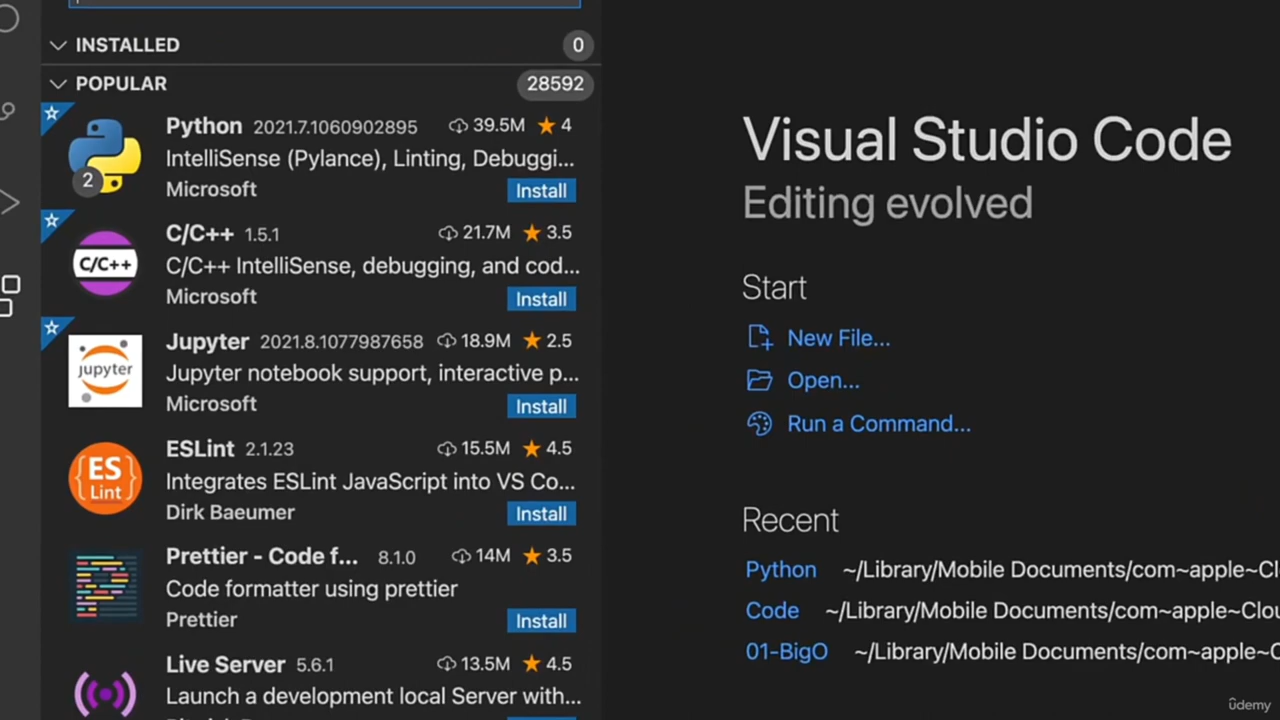 INSTALLED 0
POPULAR 28592
Python 2021.7.1060902895 39.5M 4
IntelliSense (Pylance), Linting, Debuggi...
Microsoft Install
2
C/C++ 1.5.1 21.7M 3.5
C/C++
C/C++ IntelliSense, debugging, and cod...
Microsoft Install
Jupyter 2021.8.1077987658 18.9M 2.5
jupyter
Jupyter notebook support, interactive p...
Microsoft Install
ESLint 2.1.23 15.5M 4.5
ES
Lint
Integrates ESLint JavaScript into VS Co...
Dirk Baeumer Install
Prettier - Code f... 8.1.0 14M 3.5
Code formatter using prettier
Prettier Install
Live Server 5.6.1 13.5M 4.5
Launch a development local Server with...
Visual Studio Code
Editing evolved
Start
New File...
Open...
Run a Command...
Recent
Python ~/Library/Mobile Documents/com~apple~Cl
Code ~/Library/Mobile Documents/com~apple~Clou
01-BigO ~/Library/Mobile Documents/com~apple~C
ûdemy